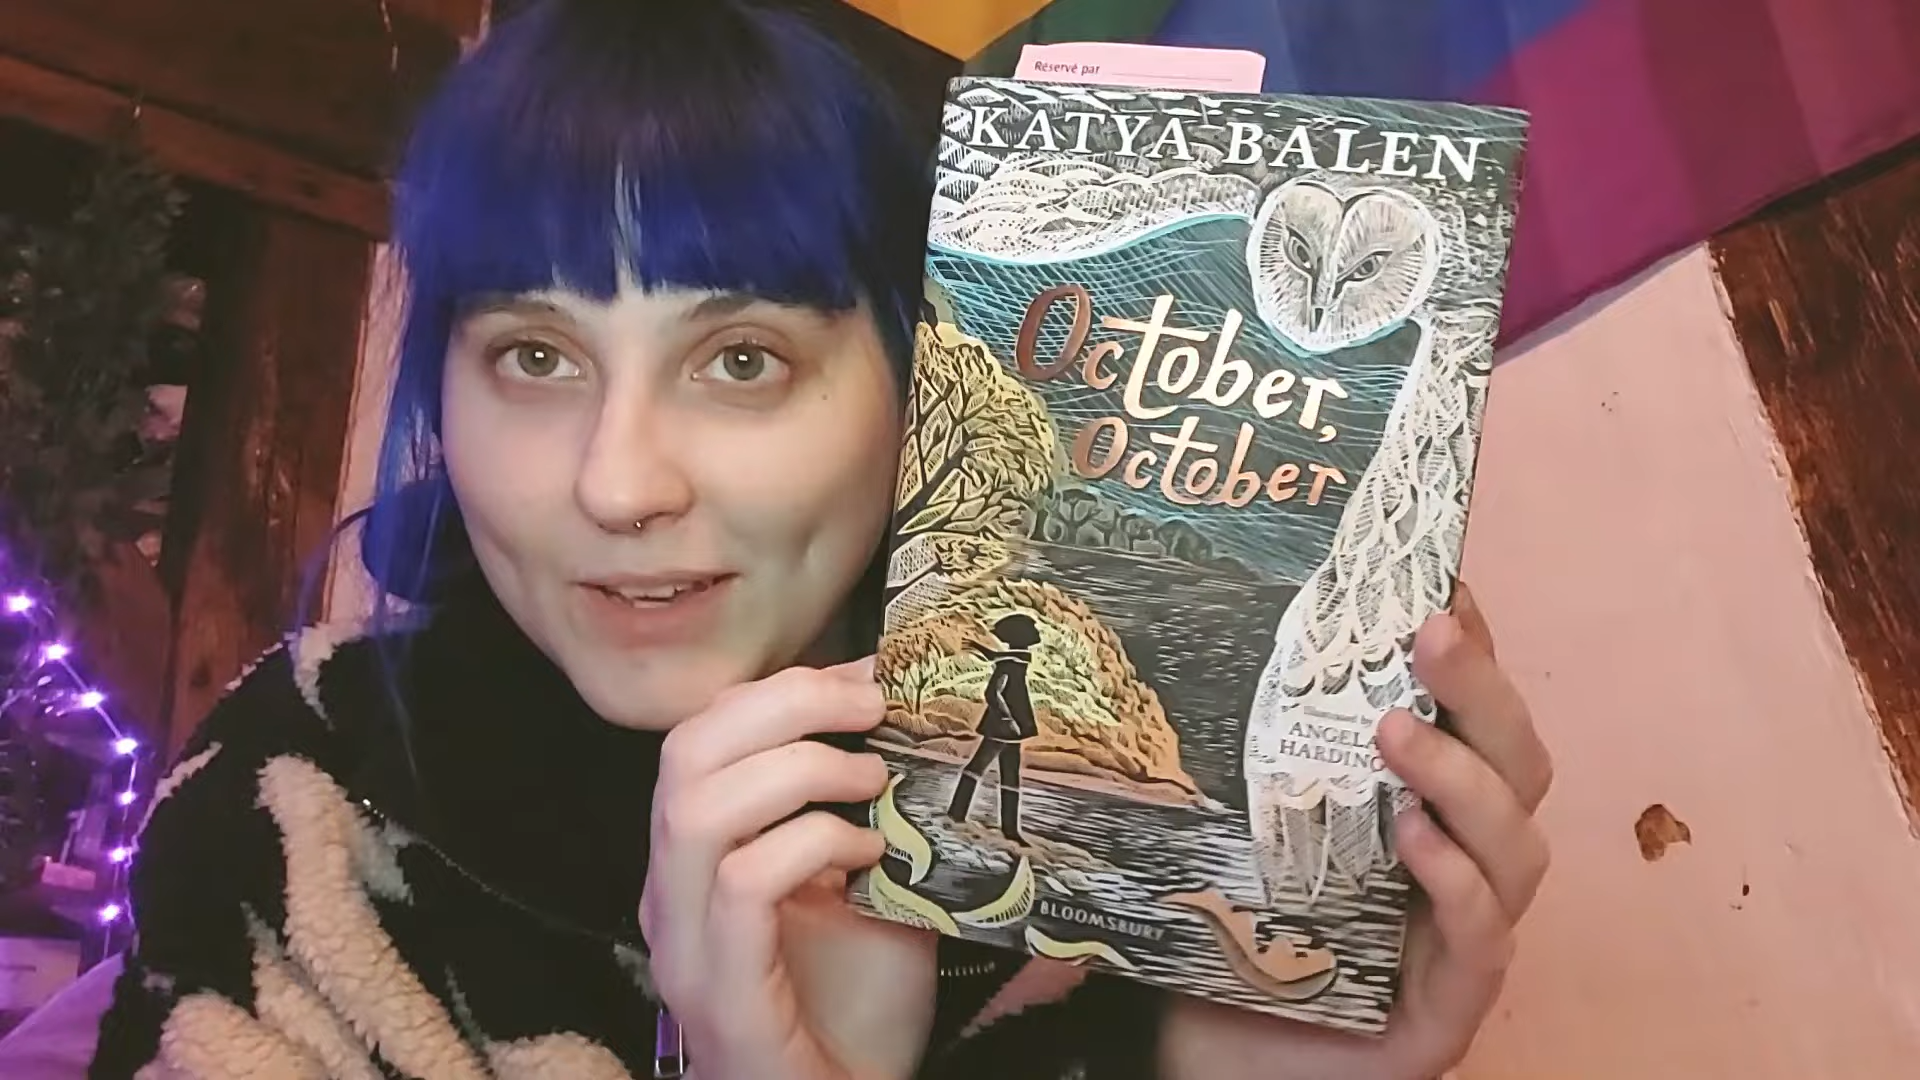 Réservé par
KATYA BALEN
October,
October
Illustrated by
ANGELA
HARDING
BLOOMSBURY